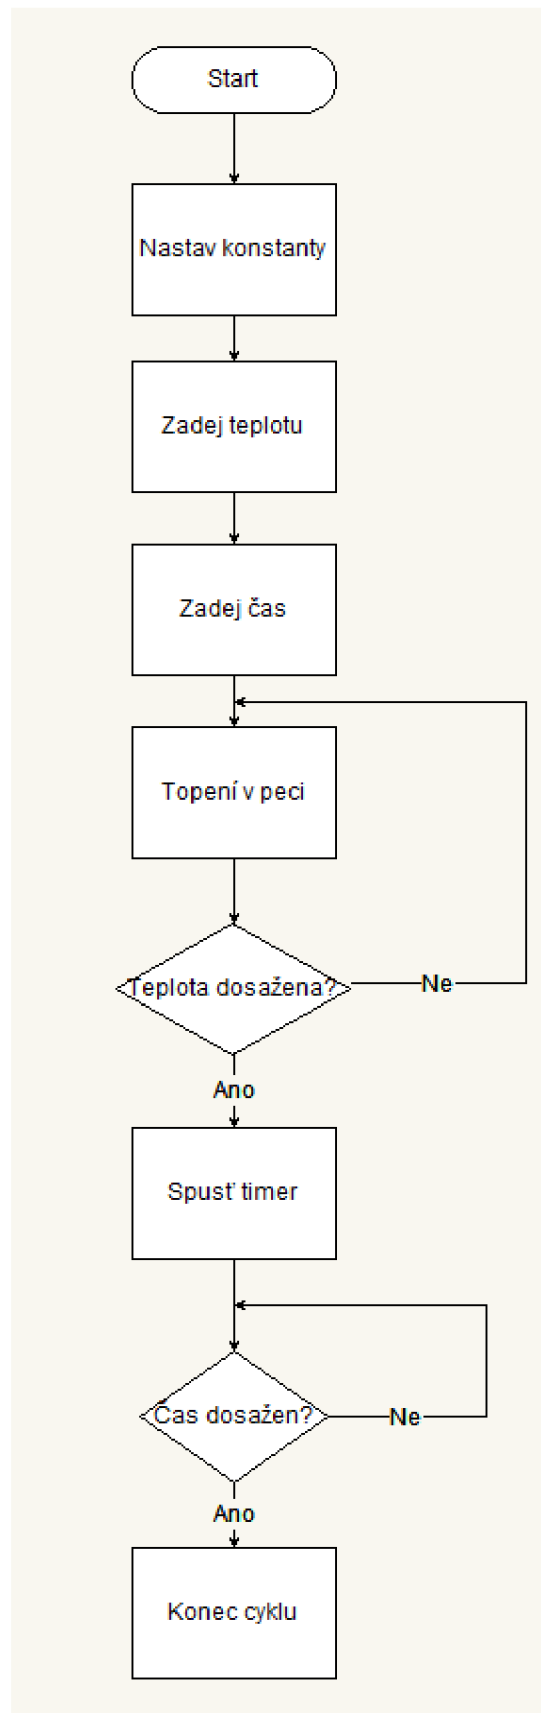 Start
Nastav konstanty
Zadej teplotu
Zadej čas
Topení v peci
Teplota dosažena?
Ne
Ano
Spusť timer
Čas dosažen?
Ne
Ano
Konec cyklu